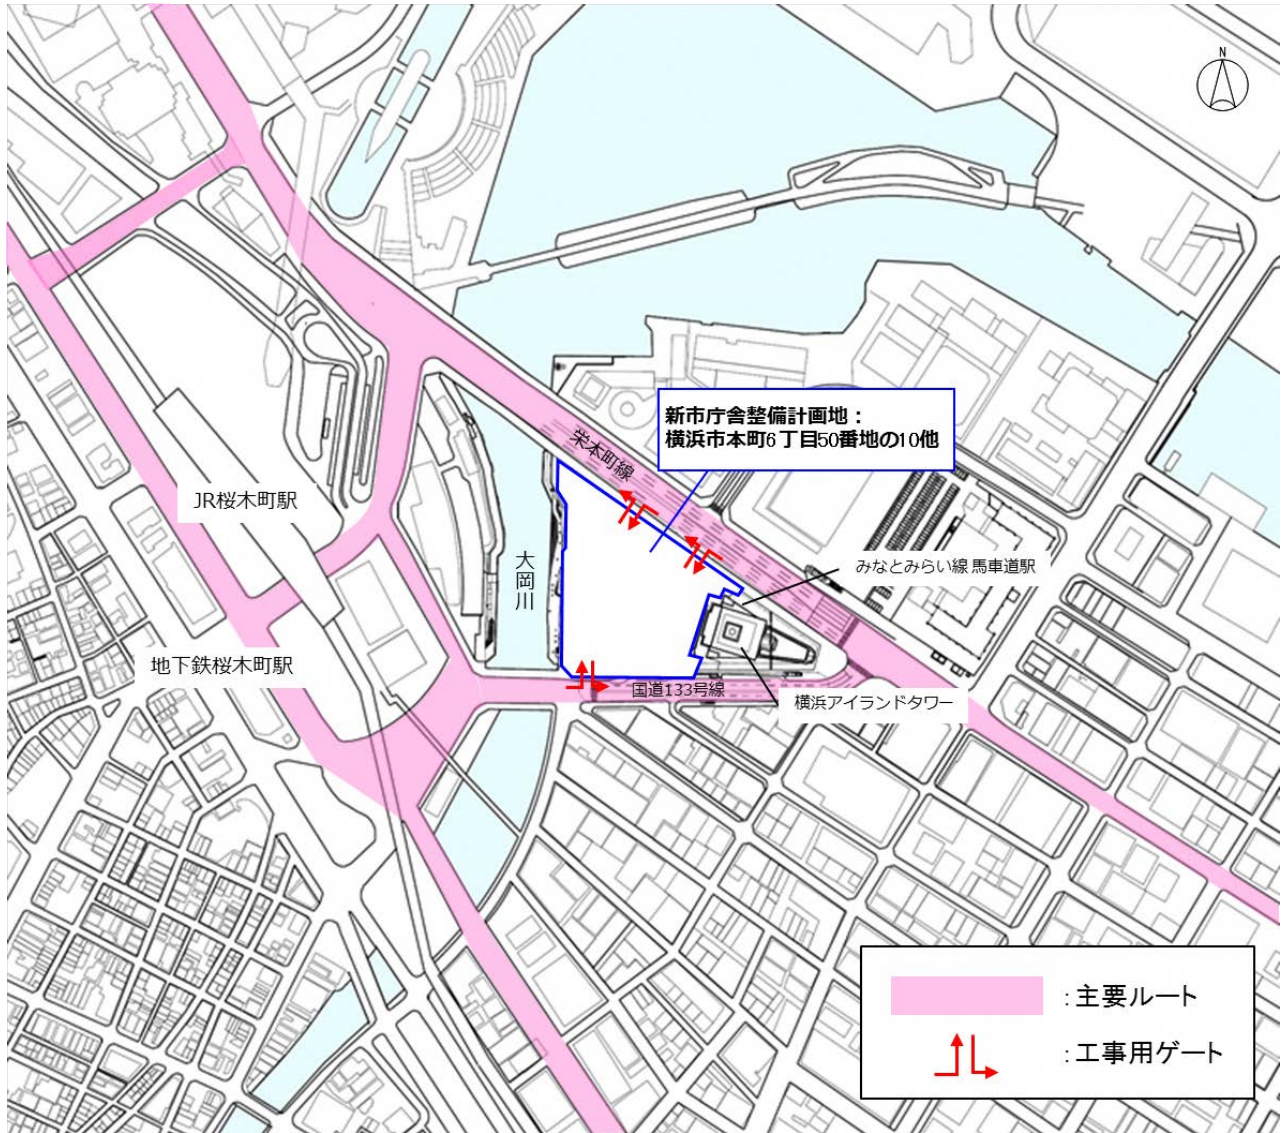 N
新市庁舎整備計画地：
横浜市本町6丁目50番地の10他
栄本町線
JR桜木町駅
大岡川
みなとみらい線 馬車道駅
地下鉄桜木町駅
国道133号線
横浜アイランドタワー
：主要ルート
：工事用ゲート